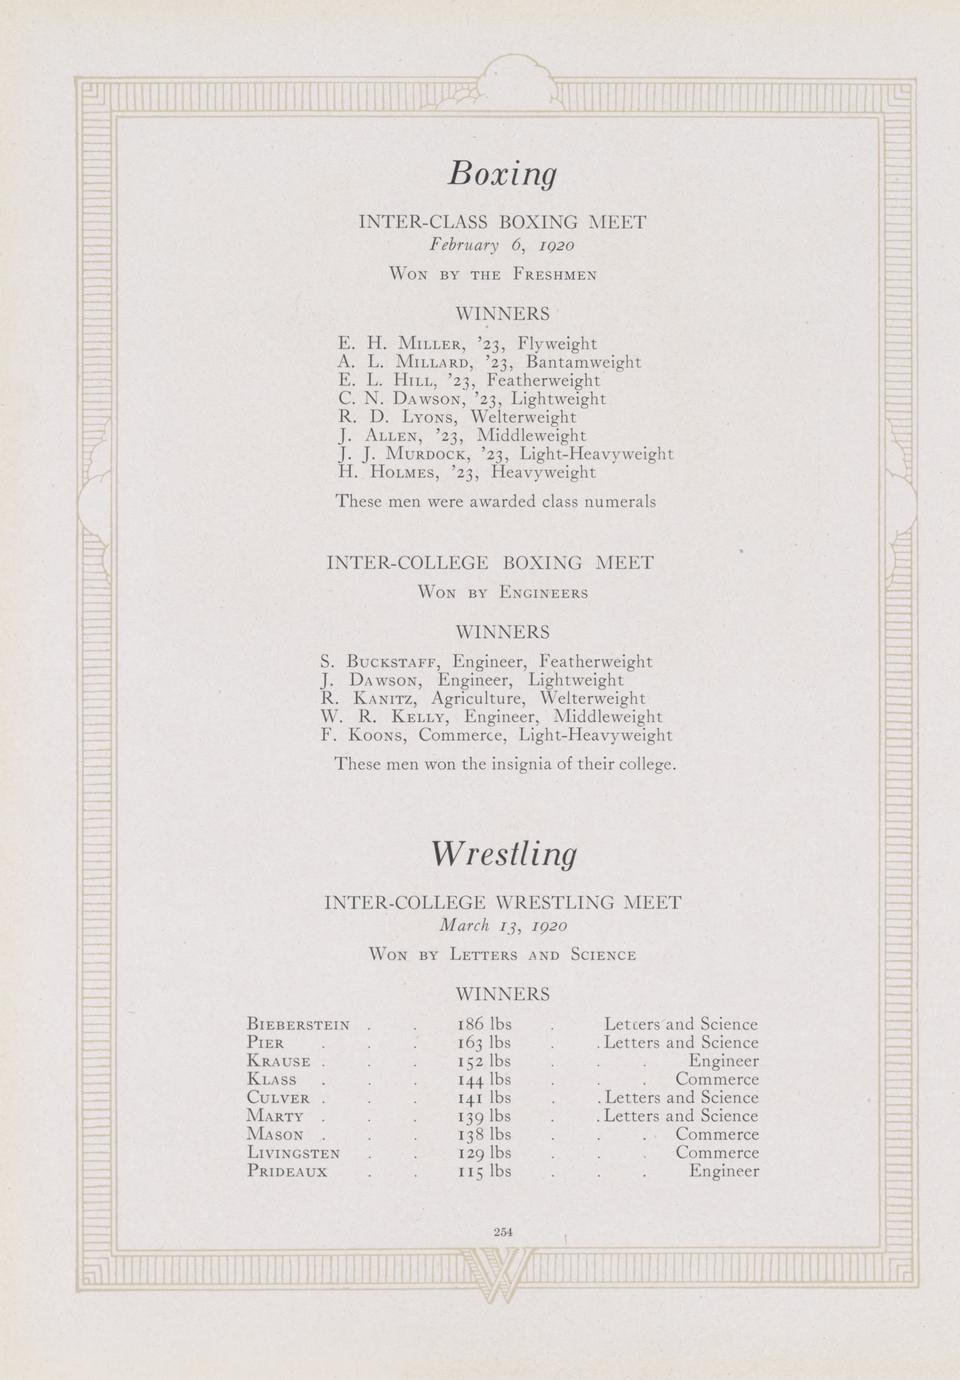 Boxing
INTER-CLASS BOXING MEET
February 6, 1920
WON BY THE FRESHMEN
WINNERS
E. H. MILLER, ’23, Flyweight
A. L. MILLARD, ’23, Bantamweight
E. L. HILL, ’23, Featherweight
C. N. DAWSON, ’23, Lightweight
R. D. LYONS, Welterweight
J. ALLEN, ’23, Middleweight
J. J. MURDOCK, ’23, Light-Heavyweight
H. HOLMES, ’23, Heavyweight
These men were awarded class numerals
INTER-COLLEGE BOXING MEET
WON BY ENGINEERS
WINNERS
S. BUCKSTAFF, Engineer, Featherweight
J. DAWSON, Engineer, Lightweight
R. KANITZ, Agriculture, Welterweight
W. R. KELLY, Engineer, Middleweight
F. KOONS, Commerce, Light-Heavyweight
These men won the insignia of their college.
Wrestling
INTER-COLLEGE WRESTLING MEET
March 13, 1920
WON BY LETTERS AND SCIENCE
WINNERS
BIEBERSTEIN . . 186 lbs . Letters and Science
PIER . . . 163 lbs . . Letters and Science
KRAUSE . . . 152 lbs . . . Engineer
KLASS . . . 144 lbs . . . Commerce
CULVER . . . 141 lbs . . Letters and Science
MARTY . . . 139 lbs . . Letters and Science
MASON . . . 138 lbs . . . Commerce
LIVINGSTEN . . 129 lbs . . . Commerce
PRIDEAUX . . 115 lbs . . . Engineer
254
W